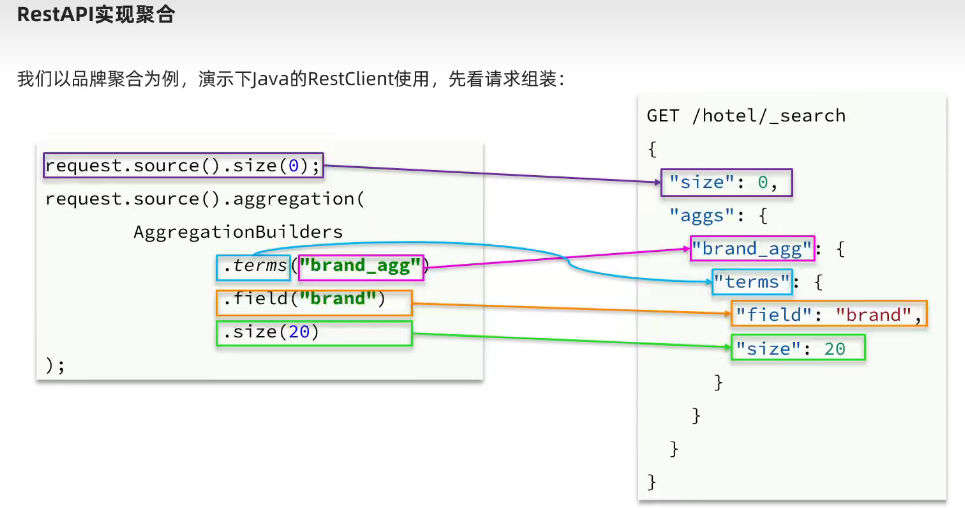 RestAPI实现聚合
我们以品牌聚合为例，演示下Java的RestClient使用，先看请求组装：
request.source().size(0);
request.source().aggregation(
AggregationBuilders
.terms("brand_agg")
.field("brand")
.size(20)
);
GET /hotel/_search
{
"size": 0,
"aggs": {
"brand_agg": {
"terms": {
"field": "brand",
"size": 20
}
}
}
}